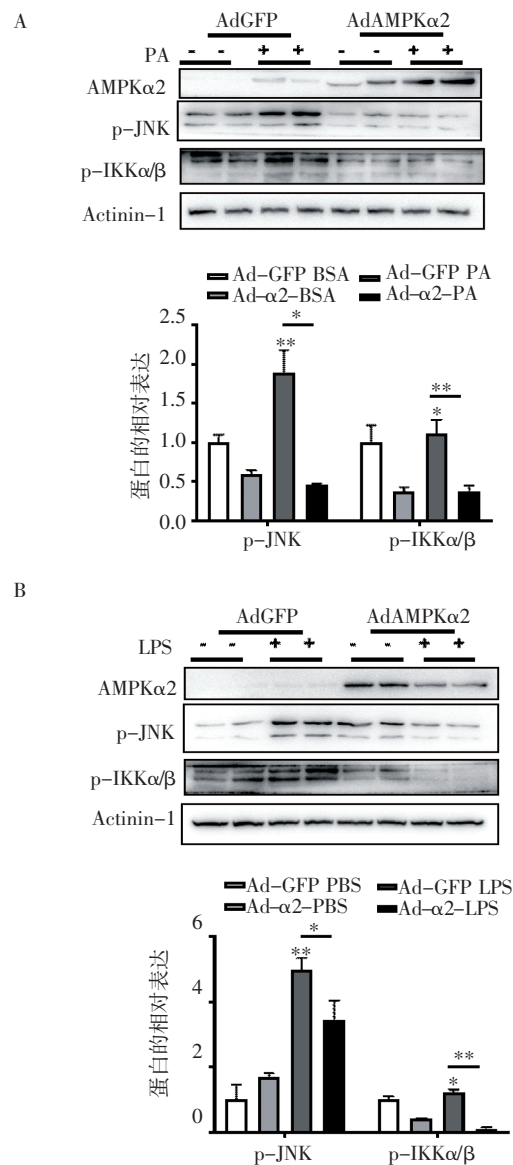 A
AdGFP AdAMPKα2
PA - - + + - - + +
AMPKα2
p-JNK
p-IKKα/β
Actinin-1
Ad-GFP BSA Ad-GFP PA
Ad-α2-BSA Ad-α2-PA
蛋白的相对表达
2.5
2.0
1.5
1.0
0.5
0.0
*
**
**
*
p-JNK p-IKKα/β
B
AdGFP AdAMPKα2
LPS - - + + - - + +
AMPKα2
p-JNK
p-IKKα/β
Actinin-1
Ad-GFP PBS Ad-GFP LPS
Ad-α2-PBS Ad-α2-LPS
蛋白的相对表达
6
4
2
0
*
**
**
*
p-JNK p-IKKα/β